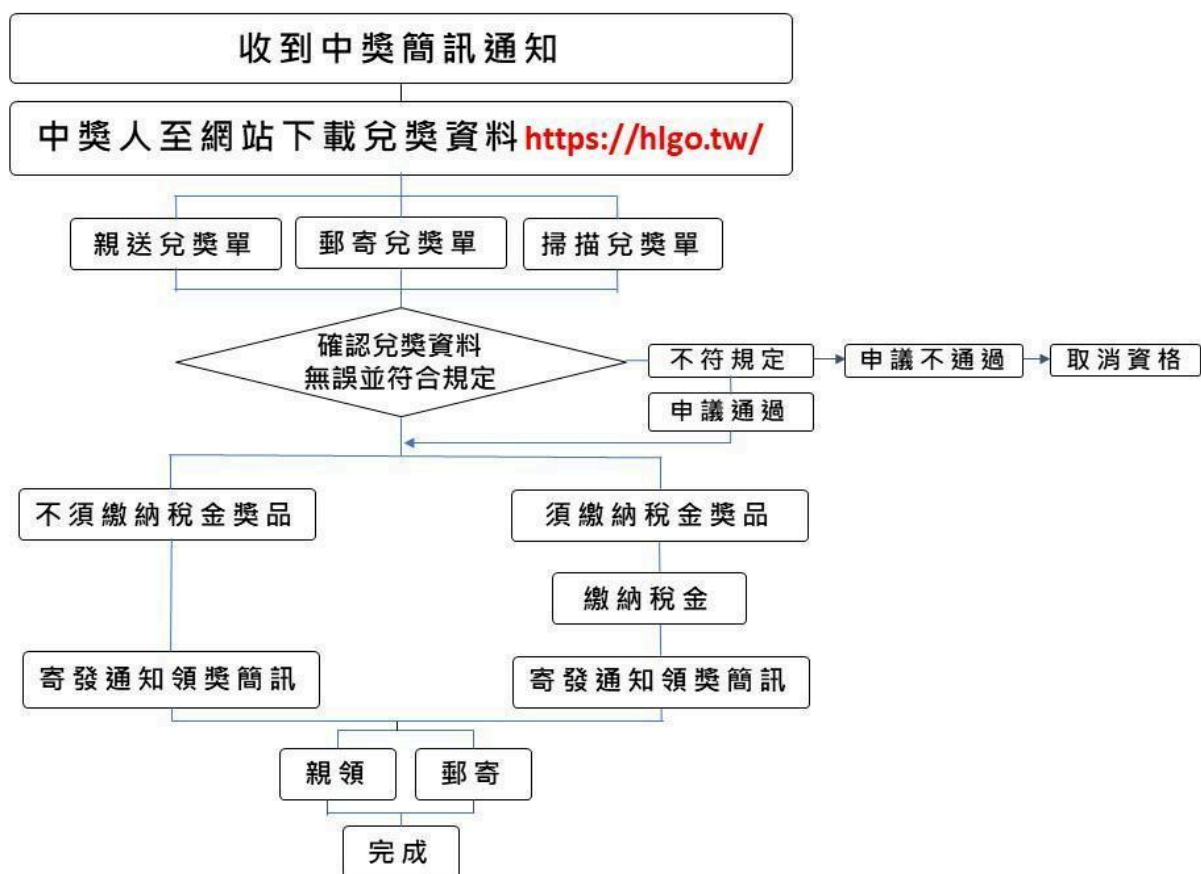 收到中獎簡訊通知
中獎人至網站下載兌獎資料https://hlgo.tw/
親送兌獎單
郵寄兌獎單
掃描兌獎單
確認兌獎資料
無誤並符合規定
不符規定
申議不通過
取消資格
申議通過
不須繳納稅金獎品
須繳納稅金獎品
繳納稅金
寄發通知領獎簡訊
寄發通知領獎簡訊
親領
郵寄
完成